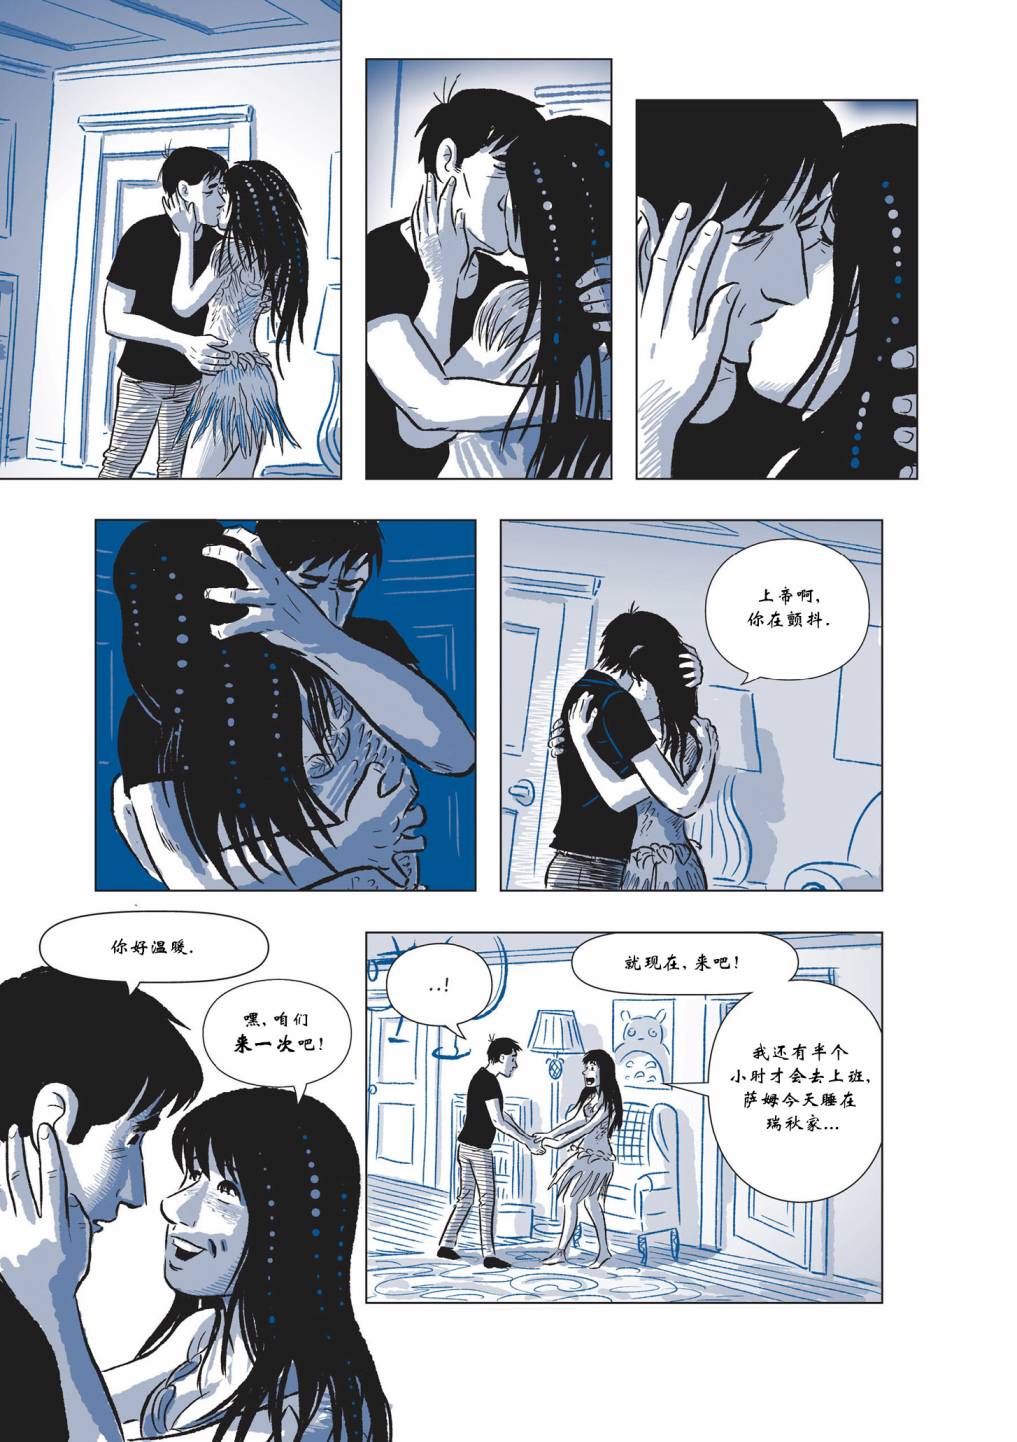 上帝啊,
你在颤抖.
你好温暖.
嘿, 咱们
来一次吧!
..!
就现在, 来吧!
我还有半个
小时才会去上班,
萨姆今天睡在
瑞秋家...